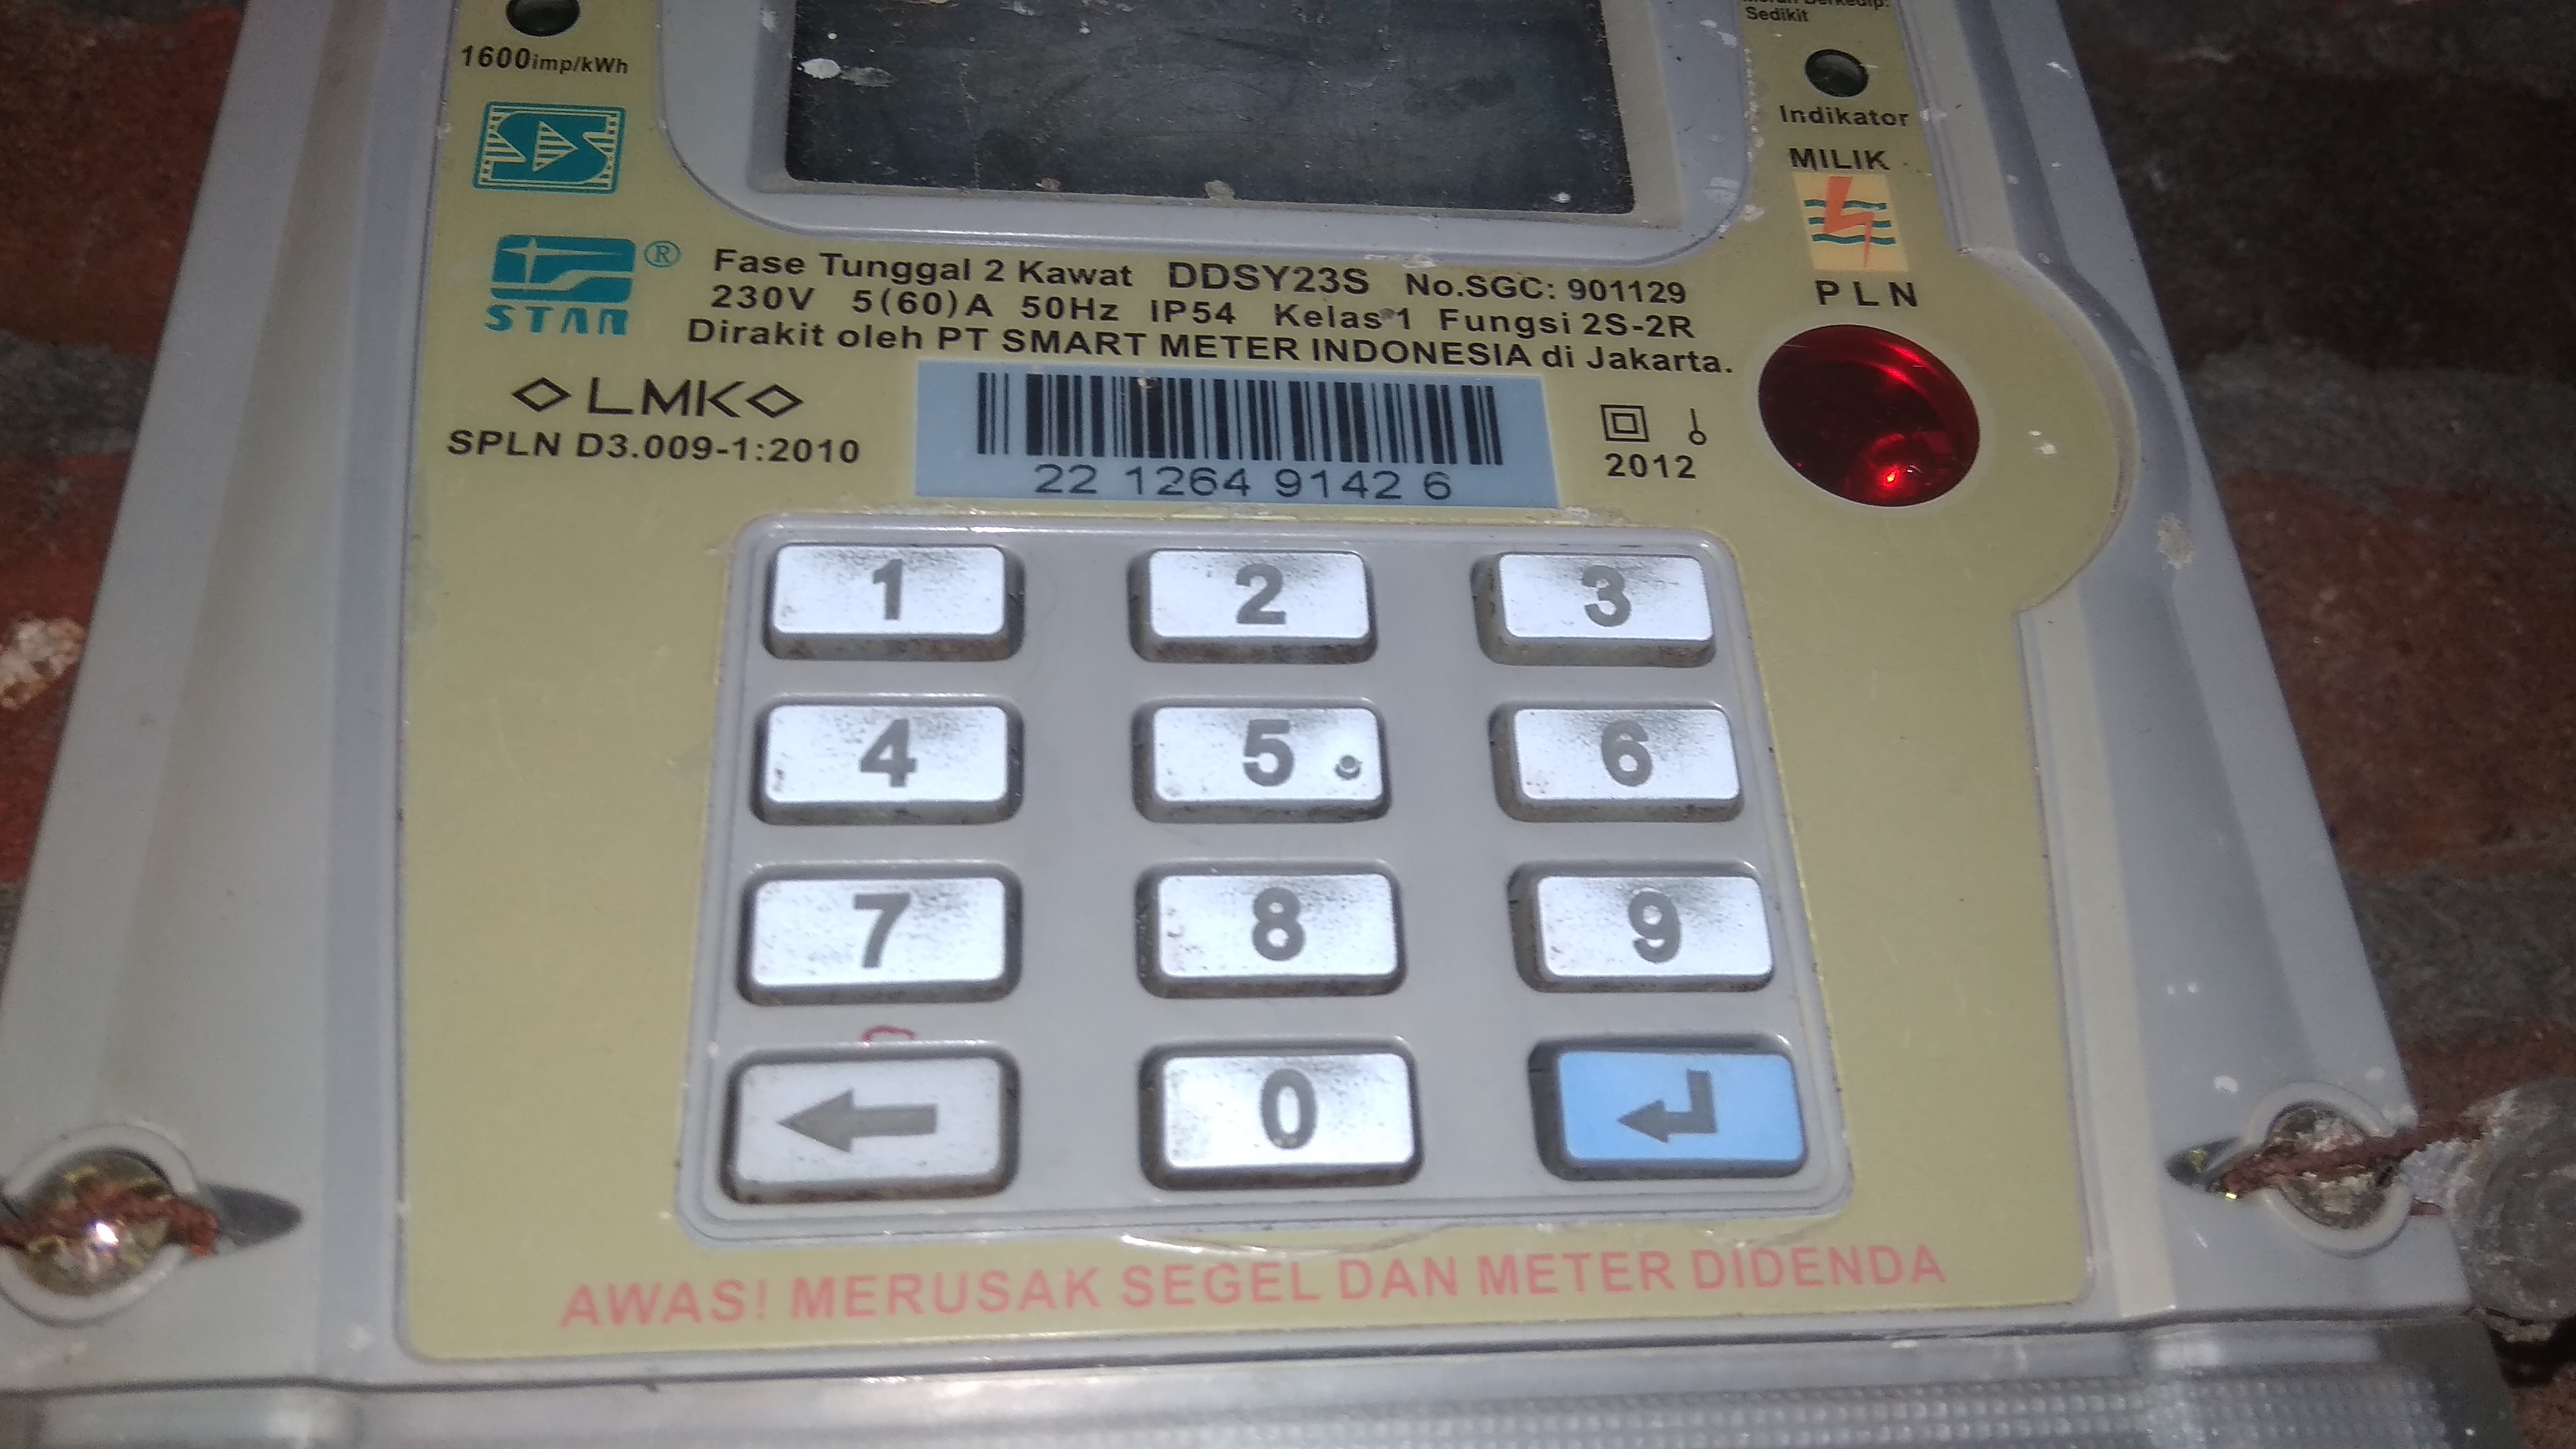 Sedikit
1600imp/kWh
Indikator
MILIK
PLN
STAR®
Fase Tunggal 2 Kawat DDSY23S No.SGC: 901129
230V 5(60)A 50Hz IP54 Kelas 1 Fungsi 2S-2R
Dirakit oleh PT SMART METER INDONESIA di Jakarta.
LMK
SPLN D3.009-1:2010
22 1264 9142 6
2012
1 2 3
4 5 6
7 8 9
0
AWAS! MERUSAK SEGEL DAN METER DIDENDA